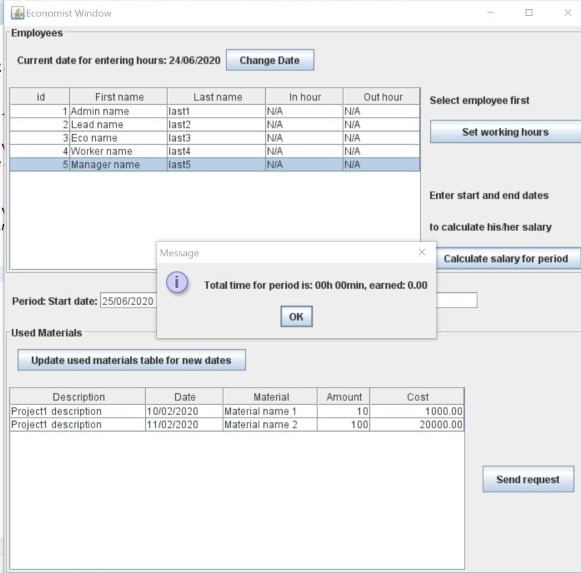 Economist Window
Employees
Current date for entering hours: 24/06/2020 Change Date
id First name Last name In hour Out hour
1 Admin name last1 N/A N/A
2 Lead name last2 N/A N/A
3 Eco name last3 N/A N/A
4 Worker name last4 N/A N/A
5 Manager name last5 N/A N/A
Select employee first
Set working hours
Enter start and end dates
to calculate his/her salary
Calculate salary for period
Message
Total time for period is: 00h 00min, earned: 0.00
OK
Period: Start date: 25/06/2020
Used Materials
Update used materials table for new dates
Description Date Material Amount Cost
Project1 description 10/02/2020 Material name 1 10 1000.00
Project1 description 11/02/2020 Material name 2 100 20000.00
Send request